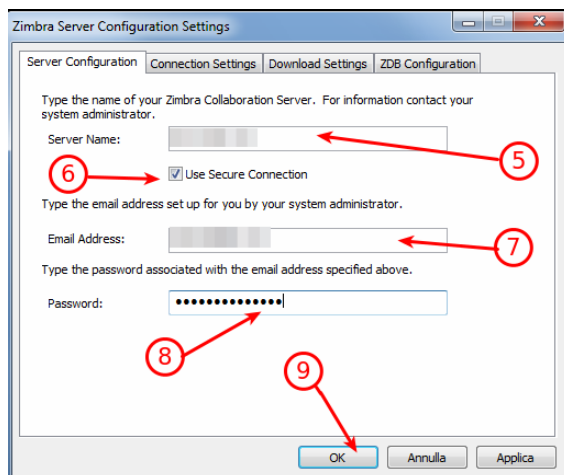 Zimbra Server Configuration Settings
Server Configuration Connection Settings Download Settings ZDB Configuration
Type the name of your Zimbra Collaboration Server. For information contact your
system administrator.
Server Name:
5
6
Use Secure Connection
Type the email address set up for you by your system administrator.
Email Address:
7
Type the password associated with the email address specified above.
Password: ••••••••••••••
8
9
OK Annulla Applica